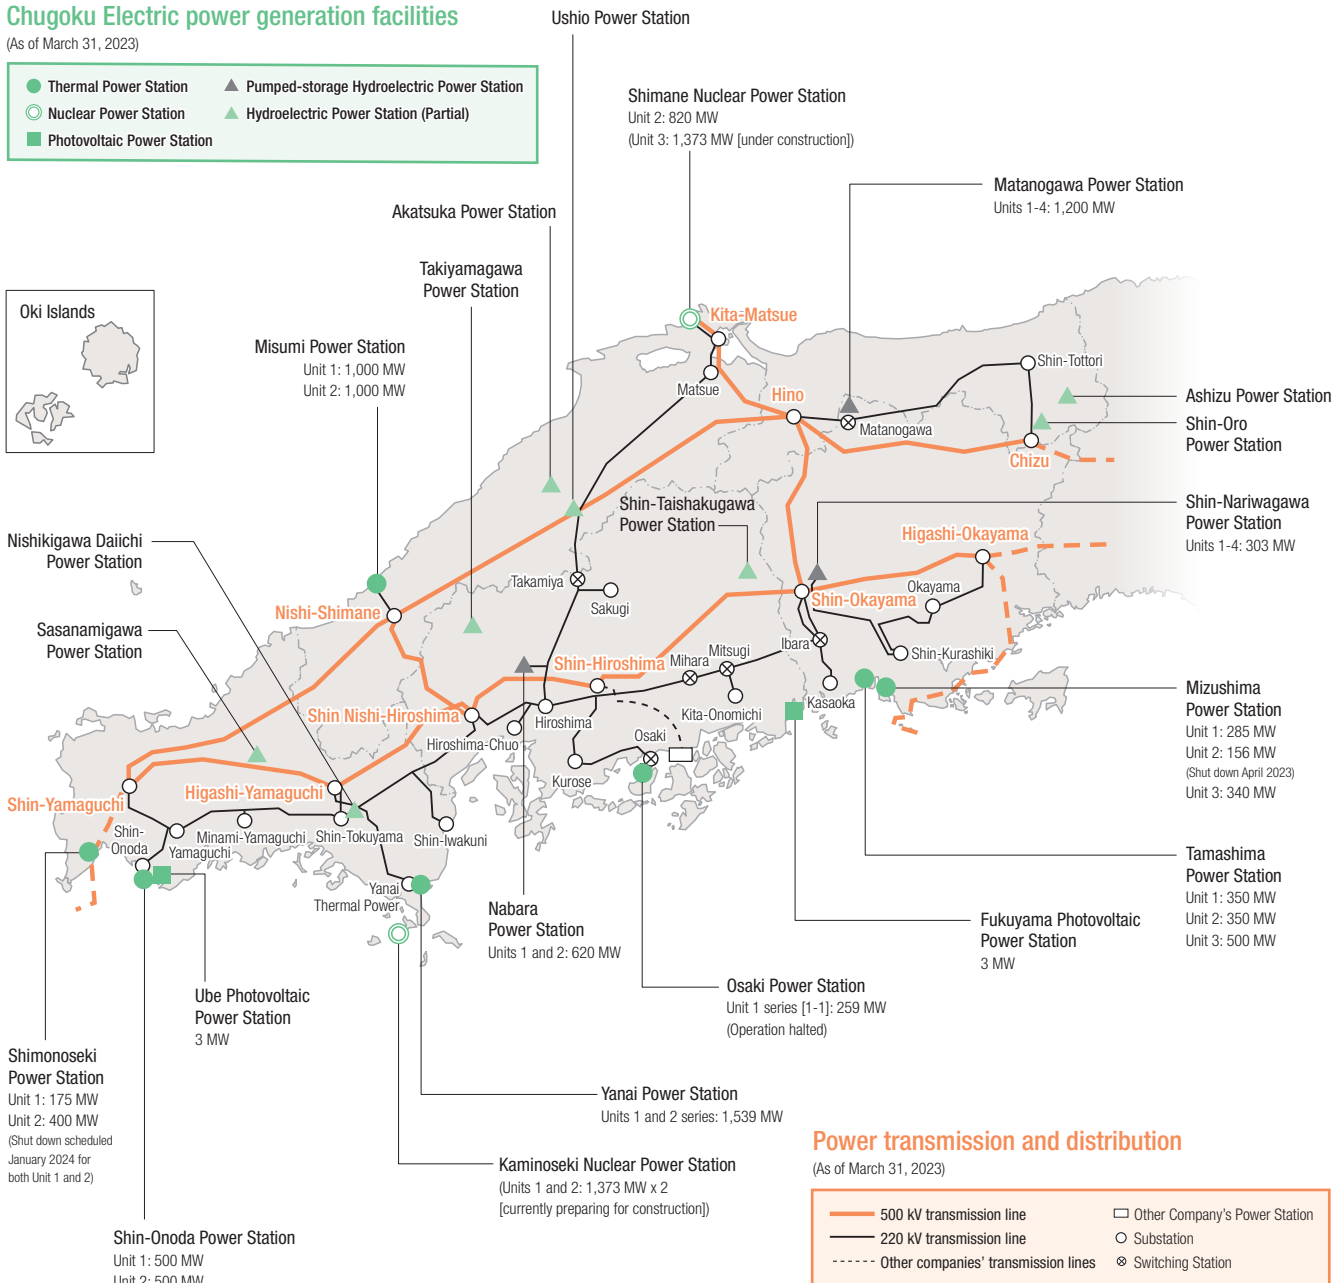 Chugoku Electric power generation facilities
(As of March 31, 2023)
Thermal Power Station
Pumped-storage Hydroelectric Power Station
Nuclear Power Station
Hydroelectric Power Station (Partial)
Photovoltaic Power Station
Ushio Power Station
Shimane Nuclear Power Station
Unit 2: 820 MW
(Unit 3: 1,373 MW [under construction])
Matanogawa Power Station
Units 1-4: 1,200 MW
Akatsuka Power Station
Takiyamagawa
Power Station
Oki Islands
Misumi Power Station
Unit 1: 1,000 MW
Unit 2: 1,000 MW
Kita-Matsue
Matsue
Hino
Matanogawa
Shin-Tottori
Chizu
Ashizu Power Station
Shin-Oro
Power Station
Shin-Taishakugawa
Power Station
Shin-Nariwagawa
Power Station
Units 1-4: 303 MW
Higashi-Okayama
Nishikigawa Daiichi
Power Station
Takamiya
Sakugi
Okayama
Shin-Okayama
Nishi-Shimane
Sasanamigawa
Power Station
Ibara
Shin-Kurashiki
Mitsugi
Mihara
Shin-Hiroshima
Kasaoka
Kita-Onomichi
Shin Nishi-Hiroshima
Hiroshima
Hiroshima-Chuo
Osaki
Kurose
Mizushima
Power Station
Unit 1: 285 MW
Unit 2: 156 MW
(Shut down April 2023)
Unit 3: 340 MW
Shin-Yamaguchi
Higashi-Yamaguchi
Shin-
Onoda
Yamaguchi
Minami-Yamaguchi
Shin-Tokuyama
Shin-Iwakuni
Yanai
Thermal Power
Tamashima
Power Station
Unit 1: 350 MW
Unit 2: 350 MW
Unit 3: 500 MW
Nabara
Power Station
Units 1 and 2: 620 MW
Fukuyama Photovoltaic
Power Station
3 MW
Osaki Power Station
Unit 1 series [1-1]: 259 MW
(Operation halted)
Ube Photovoltaic
Power Station
3 MW
Shimonoseki
Power Station
Unit 1: 175 MW
Unit 2: 400 MW
(Shut down scheduled
January 2024 for
both Unit 1 and 2)
Yanai Power Station
Units 1 and 2 series: 1,539 MW
Kaminoseki Nuclear Power Station
(Units 1 and 2: 1,373 MW x 2
[currently preparing for construction])
Shin-Onoda Power Station
Unit 1: 500 MW
Unit 2: 500 MW
Power transmission and distribution
(As of March 31, 2023)
500 kV transmission line
Other Company's Power Station
220 kV transmission line
Substation
Other companies' transmission lines
Switching Station